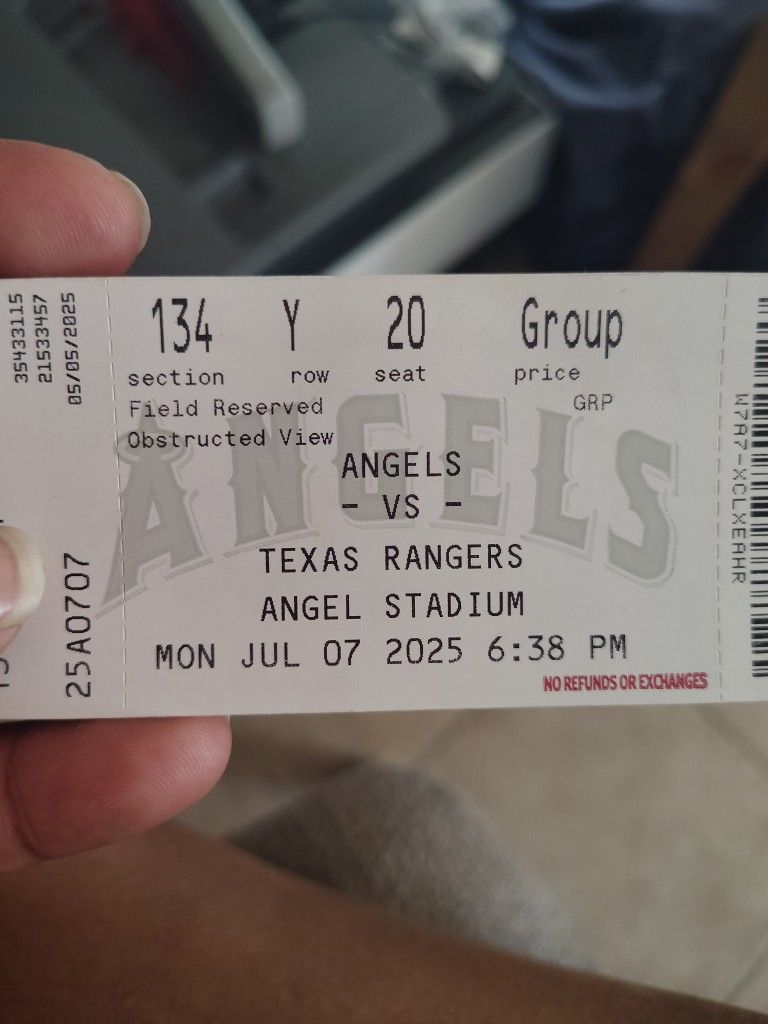 35433115
21533457
05/05/2025
25A0707
134 Y 20 Group
section row seat price
Field Reserved GRP
Obstructed View
ANGELS
ANGELS
- VS -
TEXAS RANGERS
ANGEL STADIUM
MON JUL 07 2025 6:38 PM
NO REFUNDS OR EXCHANGES
W7A7-XCLXEAHR